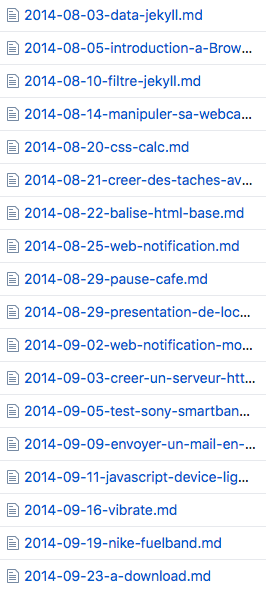 2014-08-03-data-jekyll.md
2014-08-05-introduction-a-Brow...
2014-08-10-filtre-jekyll.md
2014-08-14-manipuler-sa-webca...
2014-08-20-css-calc.md
2014-08-21-creer-des-taches-av...
2014-08-22-balise-html-base.md
2014-08-25-web-notification.md
2014-08-29-pause-cafe.md
2014-08-29-presentation-de-loc...
2014-09-02-web-notification-mo...
2014-09-03-creer-un-serveur-htt...
2014-09-05-test-sony-smartban...
2014-09-09-envoyer-un-mail-en-...
2014-09-11-javascript-device-lig...
2014-09-16-vibrate.md
2014-09-19-nike-fuelband.md
2014-09-23-a-download.md